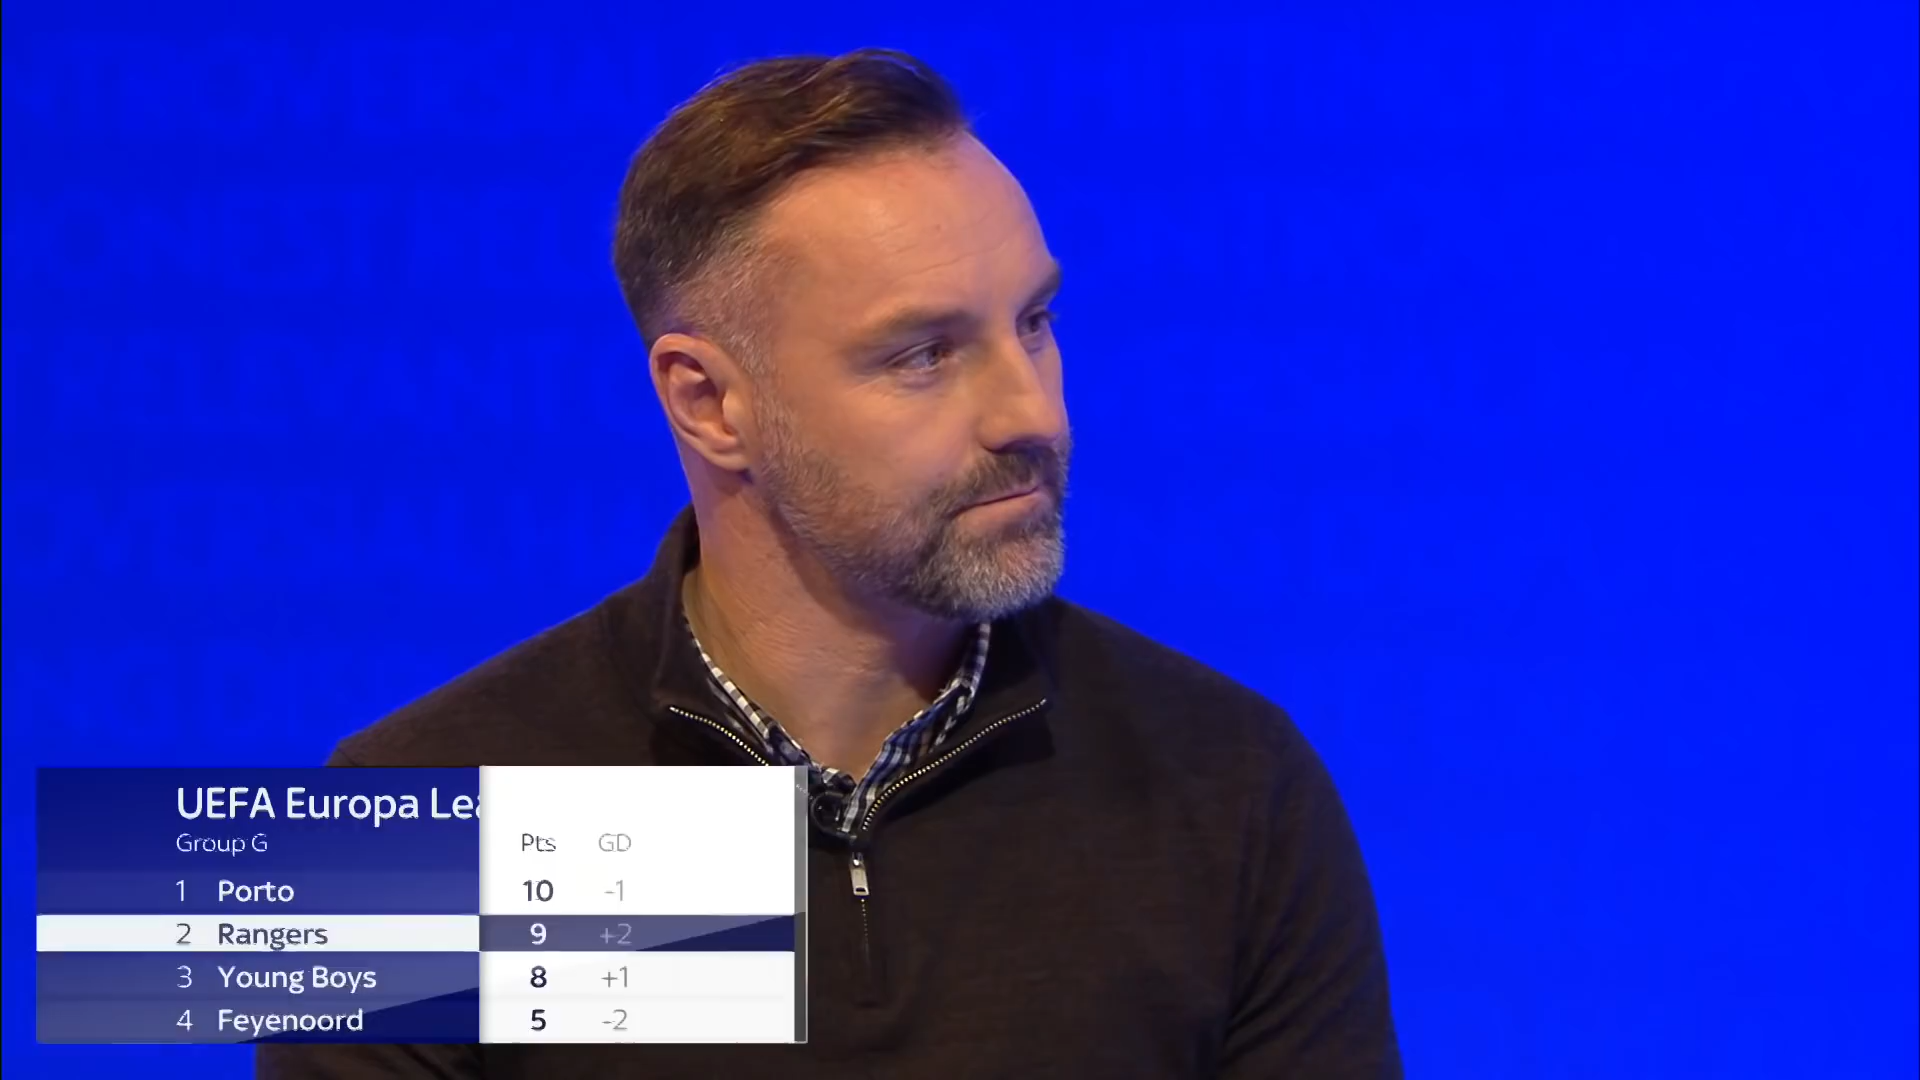 UEFA Europa Lea
Group G Pts GD
1 Porto 10 -1
2 Rangers 9 +2
3 Young Boys 8 +1
4 Feyenoord 5 -2